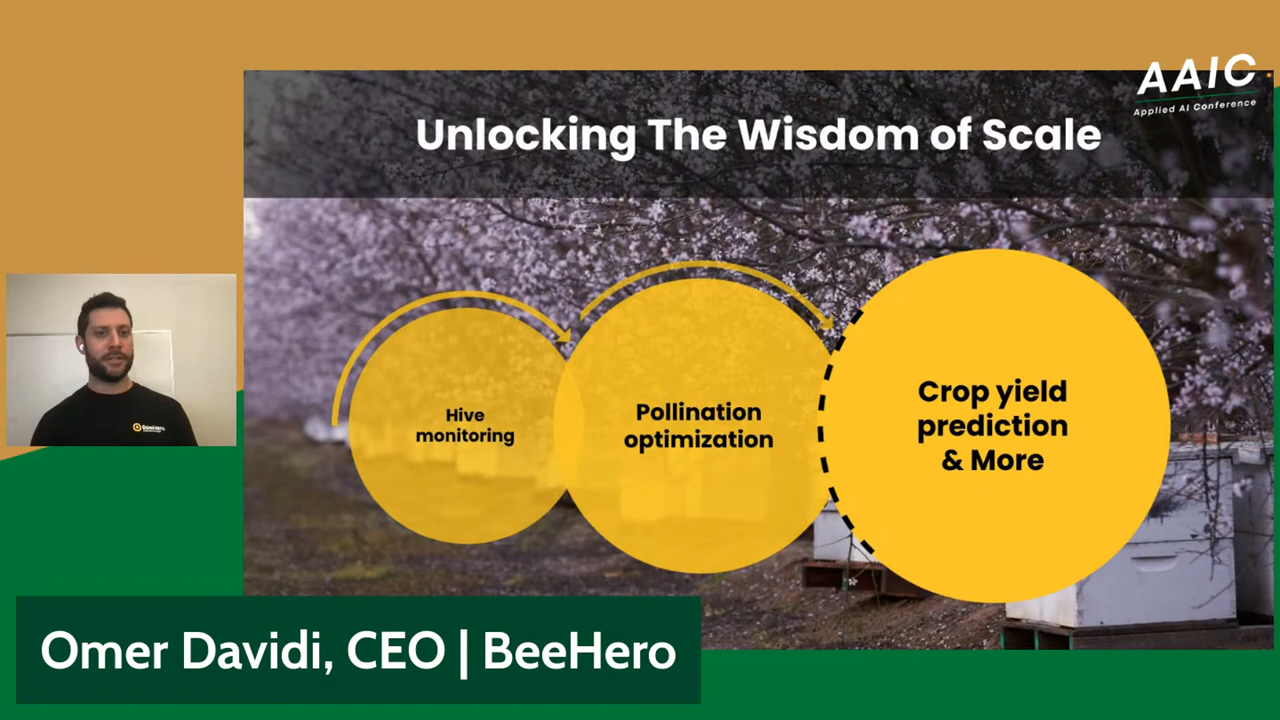 AAIC
Applied AI Conference
Unlocking The Wisdom of Scale
Hive
monitoring
Pollination
optimization
Crop yield
prediction
& More
BeeHero
Omer Davidi, CEO | BeeHero